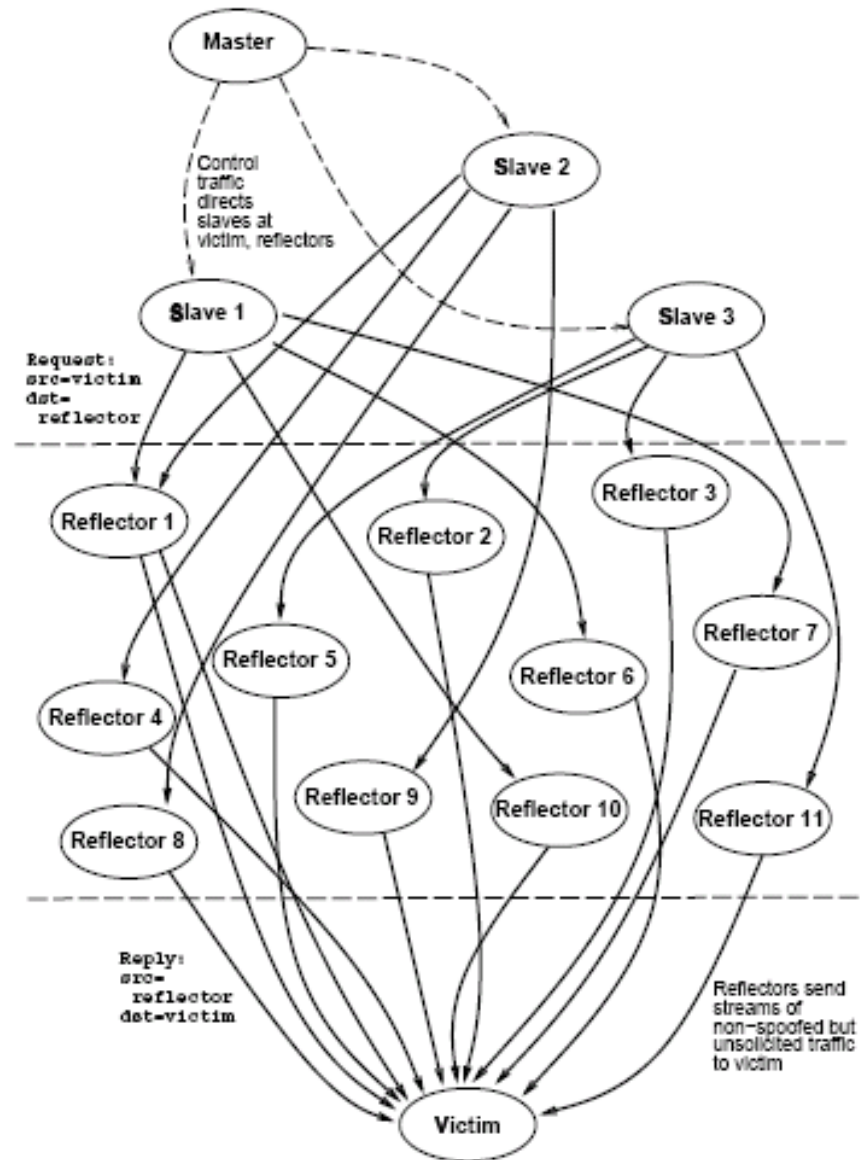 Master
Control
traffic
directs
slaves at
victim, reflectors
Slave 2
Slave 1
Slave 3
Request:
src=victim
dst=
reflector
Reflector 1
Reflector 2
Reflector 3
Reflector 4
Reflector 5
Reflector 6
Reflector 7
Reflector 8
Reflector 9
Reflector 10
Reflector 11
Reply:
src=
reflector
dst=victim
Reflectors send
streams of
non-spoofed but
unsolicited traffic
to victim
Victim